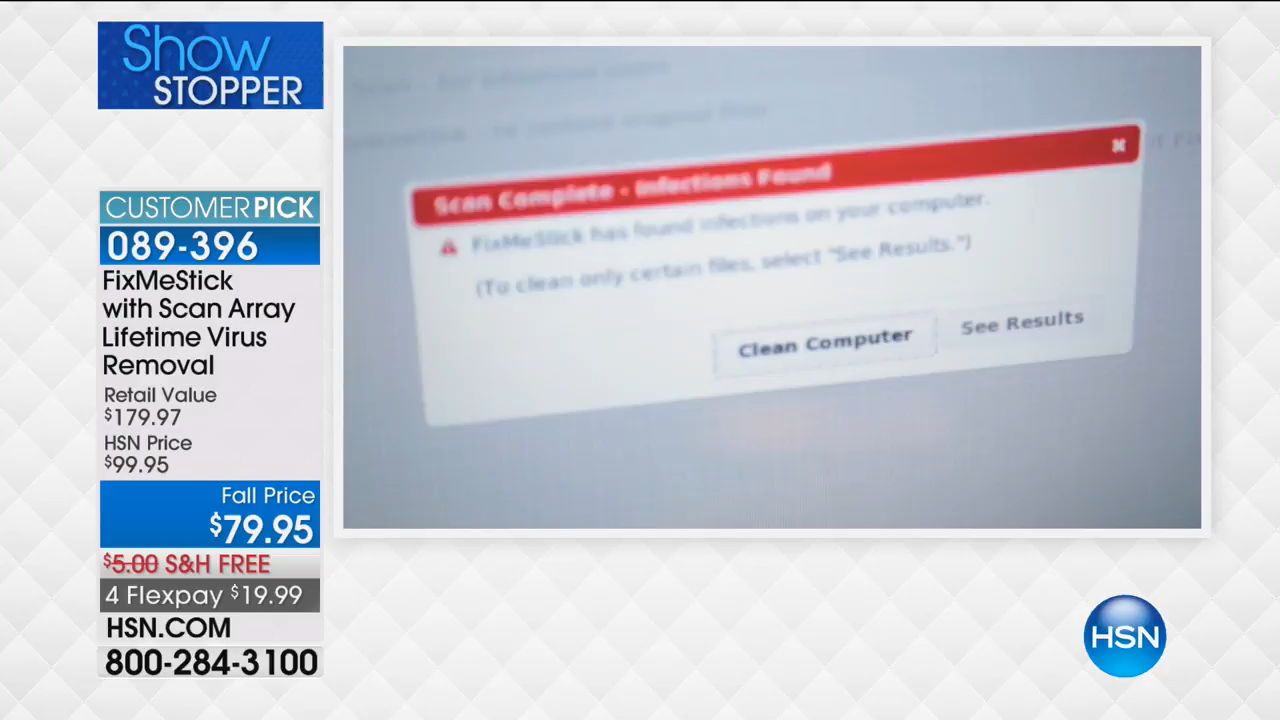 Show
STOPPER
CUSTOMER PICK
089-396
FixMeStick
with Scan Array
Lifetime Virus
Removal
Retail Value
$179.97
HSN Price
$99.95
Fall Price
$79.95
$5.00 S&H FREE
4 Flexpay $19.99
HSN.COM
800-284-3100
Scan Complete - Infections Found
FixMeStick has found infections on your computer.
(To clean only certain files, select "See Results.")
Clean Computer
See Results
HSN